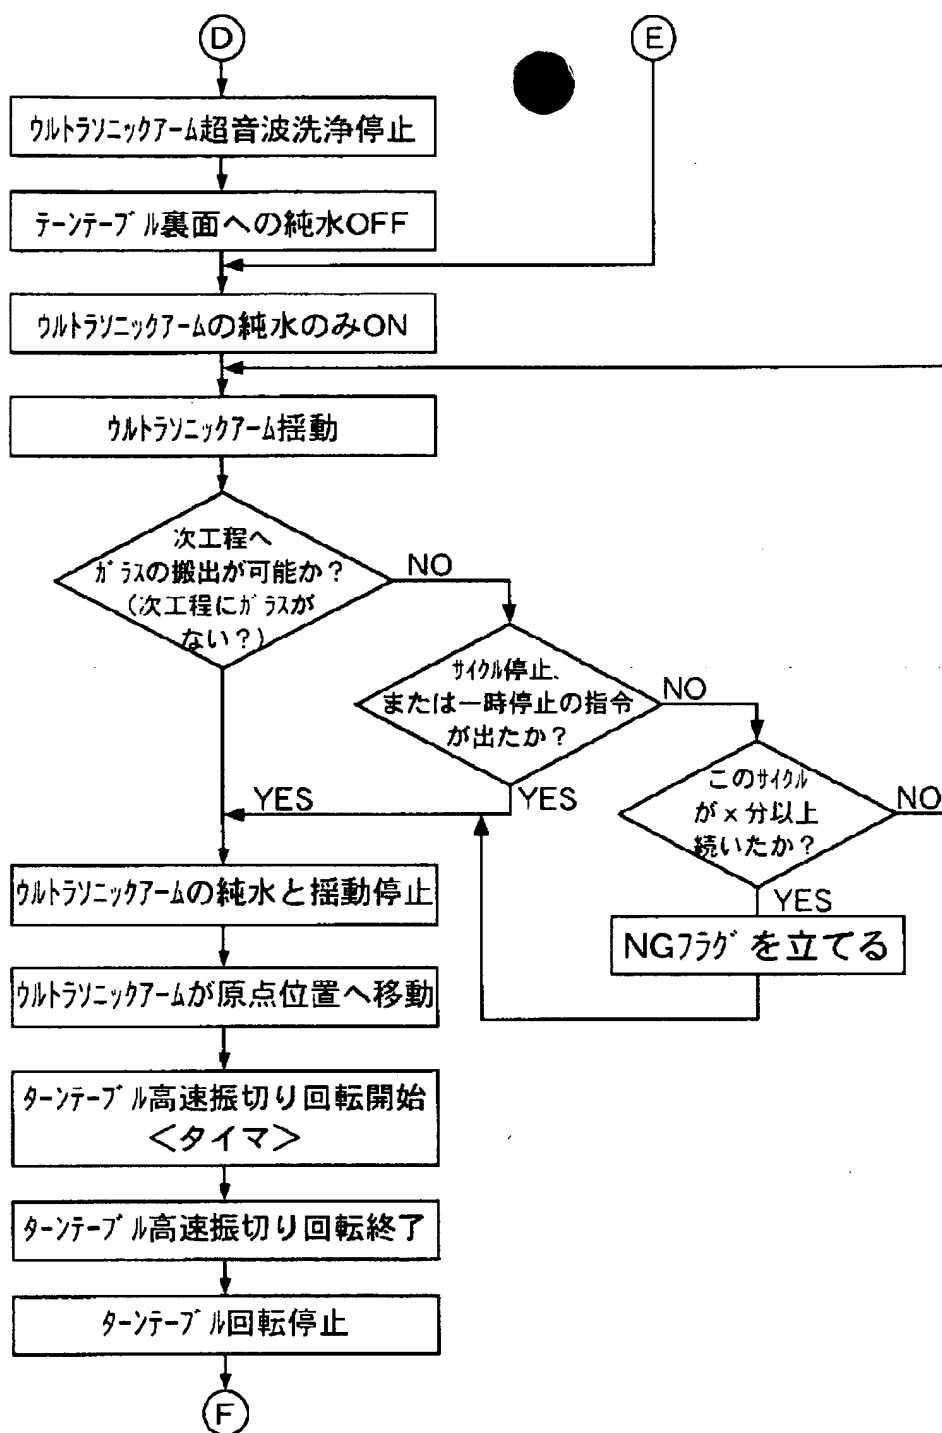 D
E
ｳﾙﾄﾗｿﾆｯｸｱｰﾑ超音波洗浄停止
ﾃｰﾝﾃｰﾌﾞﾙ裏面への純水OFF
ｳﾙﾄﾗｿﾆｯｸｱｰﾑの純水のみON
ｳﾙﾄﾗｿﾆｯｸｱｰﾑ揺動
次工程へ
ｶﾞﾗｽの搬出が可能か？
(次工程にｶﾞﾗｽが
ない？)
NO
ｻｲｸﾙ停止、
または一時停止の指令
が出たか？
NO
YES
YES
このｻｲｸﾙ
がx分以上
続いたか？
NO
YES
NGﾌﾗｸﾞを立てる
ｳﾙﾄﾗｿﾆｯｸｱｰﾑの純水と揺動停止
ｳﾙﾄﾗｿﾆｯｸｱｰﾑが原点位置へ移動
ﾀｰﾝﾃｰﾌﾞﾙ高速振切り回転開始
＜タイマ＞
ﾀｰﾝﾃｰﾌﾞﾙ高速振切り回転終了
ﾀｰﾝﾃｰﾌﾞﾙ回転停止
F